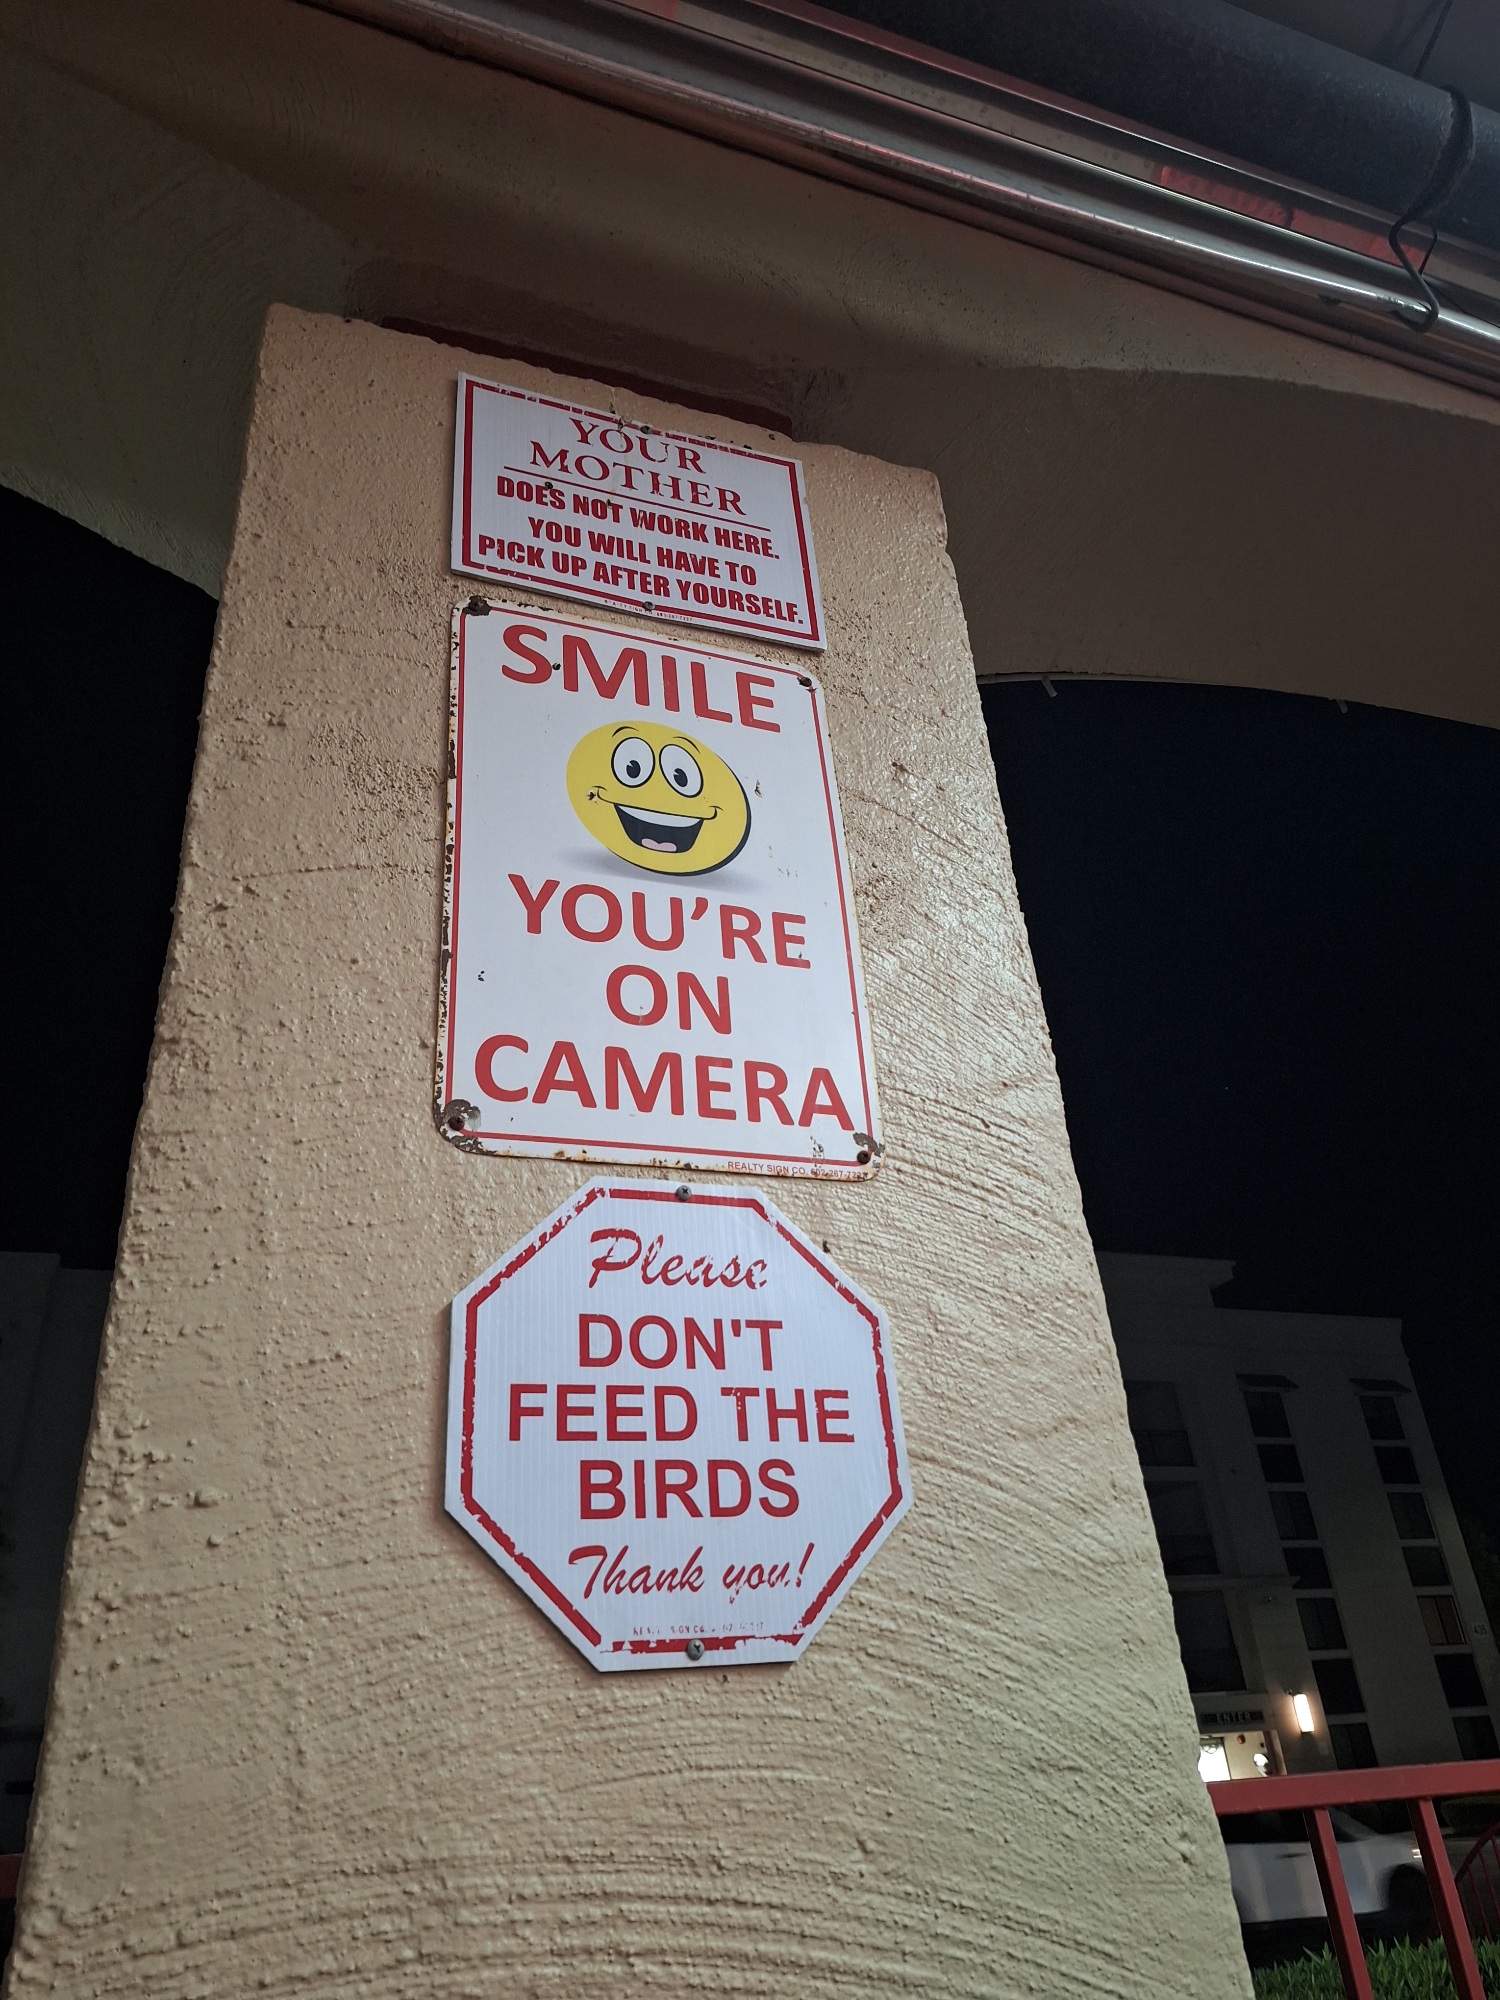 YOUR
MOTHER
DOES NOT WORK HERE.
YOU WILL HAVE TO
PICK UP AFTER YOURSELF.
SMILE
YOU'RE
ON
CAMERA
REALTY SIGN CO.
Please
DON'T
FEED THE
BIRDS
Thank you!
ENTER